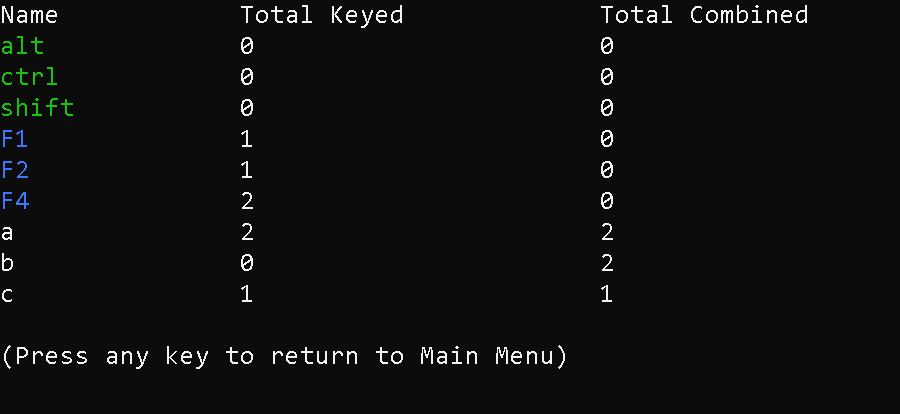 Name Total Keyed Total Combined
alt 0 0
ctrl 0 0
shift 0 0
F1 1 0
F2 1 0
F4 2 0
a 2 2
b 0 2
c 1 1
(Press any key to return to Main Menu)